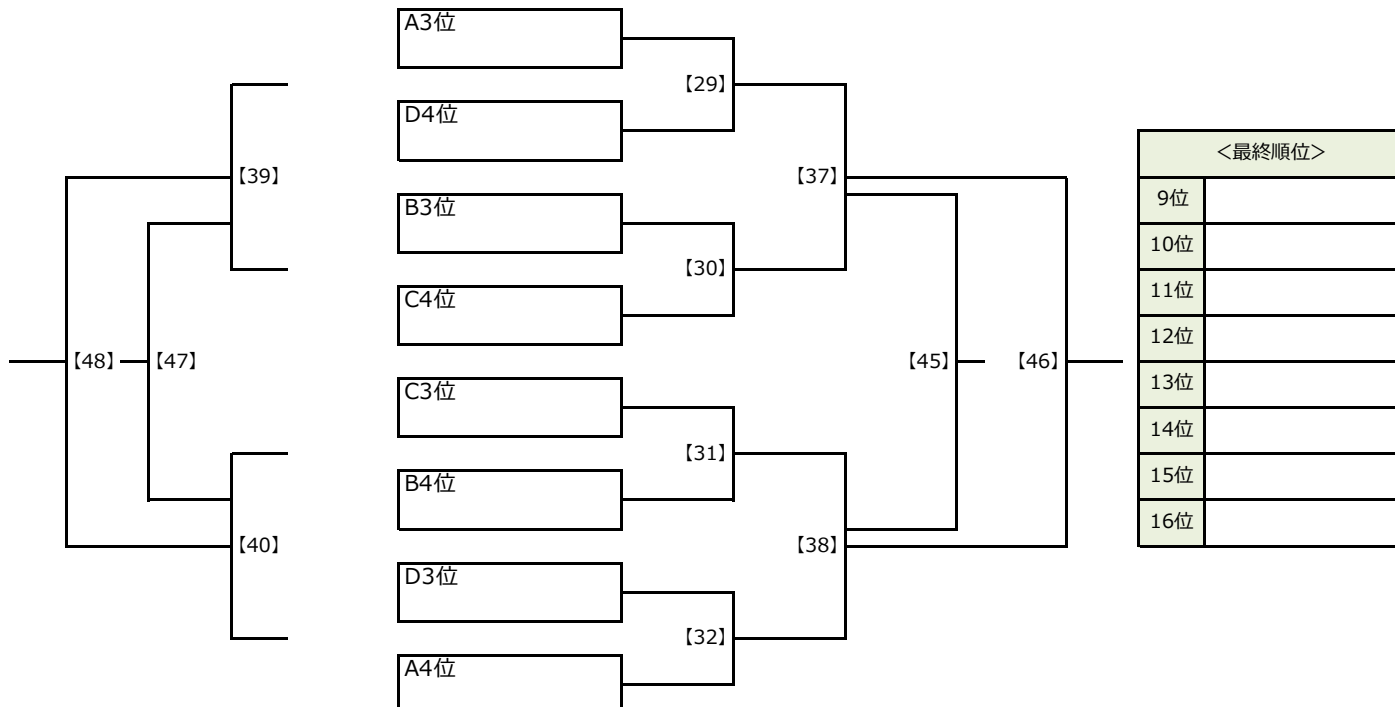 A3位
【29】
D4位
【39】
【37】
B3位
【30】
C4位
【48】
【47】
【45】
【46】
C3位
【31】
B4位
【40】
【38】
D3位
【32】
A4位
＜最終順位＞
9位
10位
11位
12位
13位
14位
15位
16位